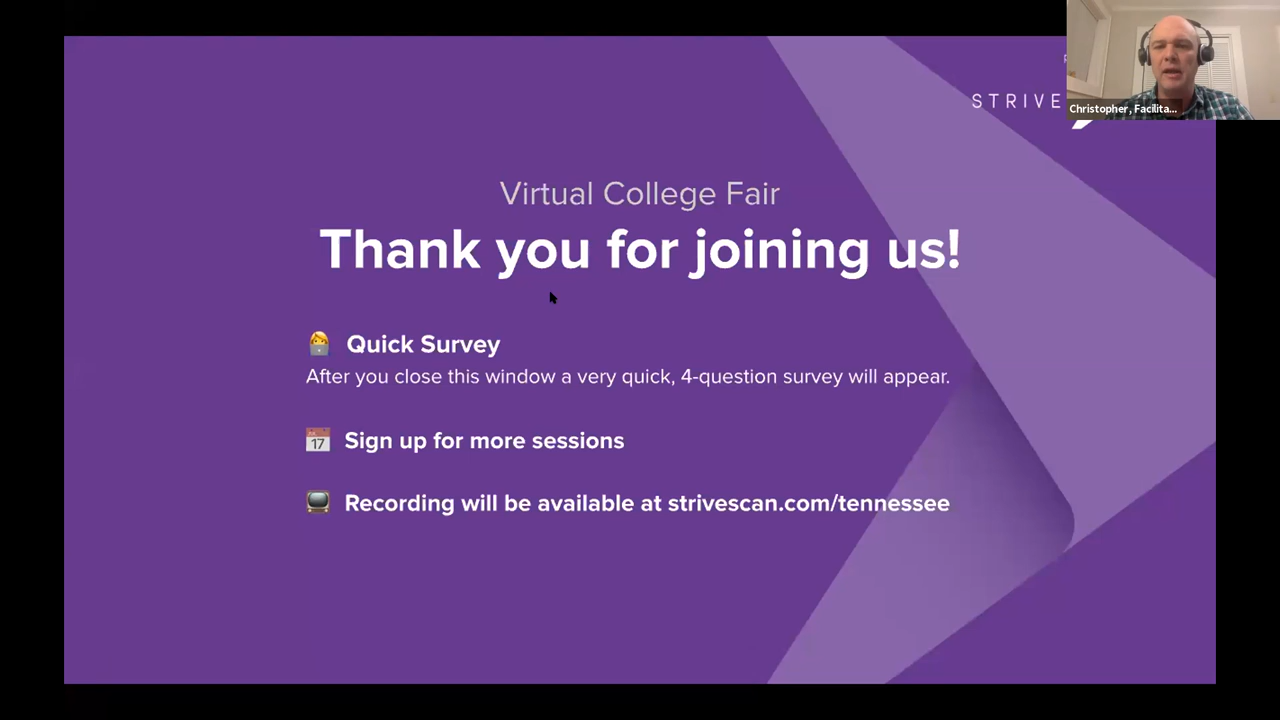 STRIVE
Christopher, Facilita...
Virtual College Fair
Thank you for joining us!
Quick Survey
After you close this window a very quick, 4-question survey will appear.
17
Sign up for more sessions
Recording will be available at strivescan.com/tennessee